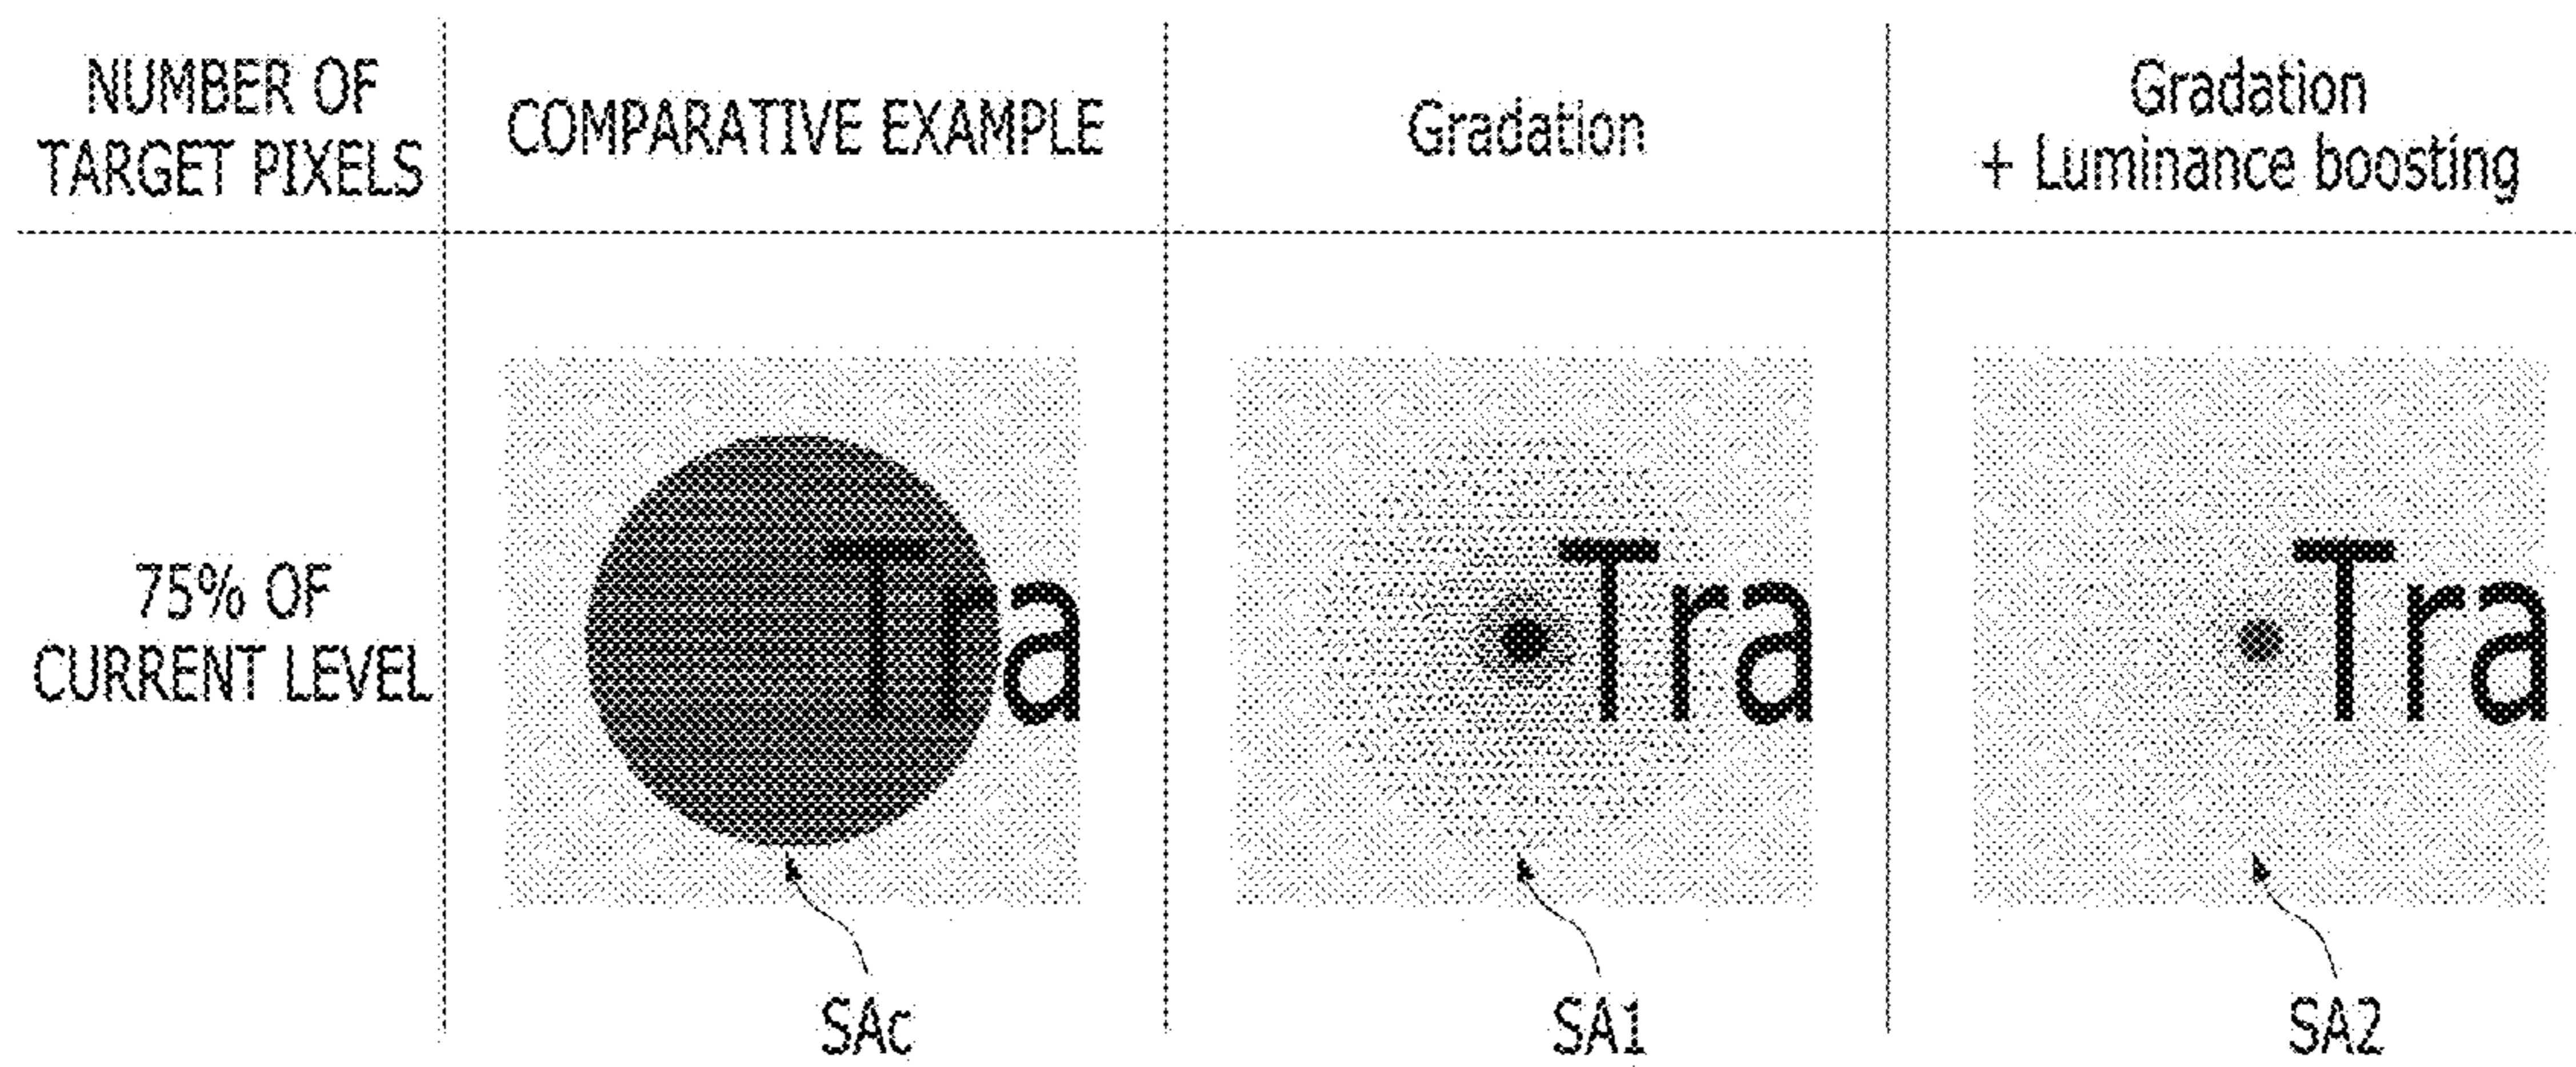 NUMBER OF
TARGET PIXELS
COMPARATIVE EXAMPLE
Gradation
Gradation
+ Luminance boosting
75% OF
CURRENT LEVEL
Tra
Tra
Tra
SAc
SA1
SA2